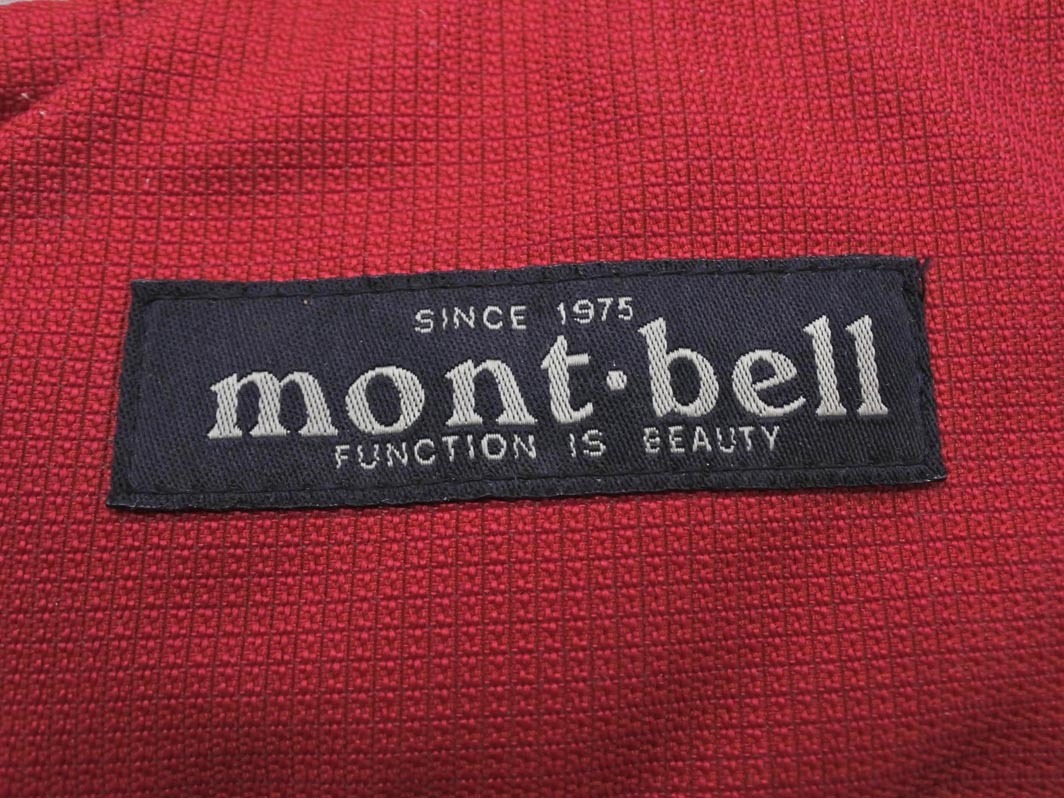 SINCE 1975
mont·bell
FUNCTION IS BEAUTY